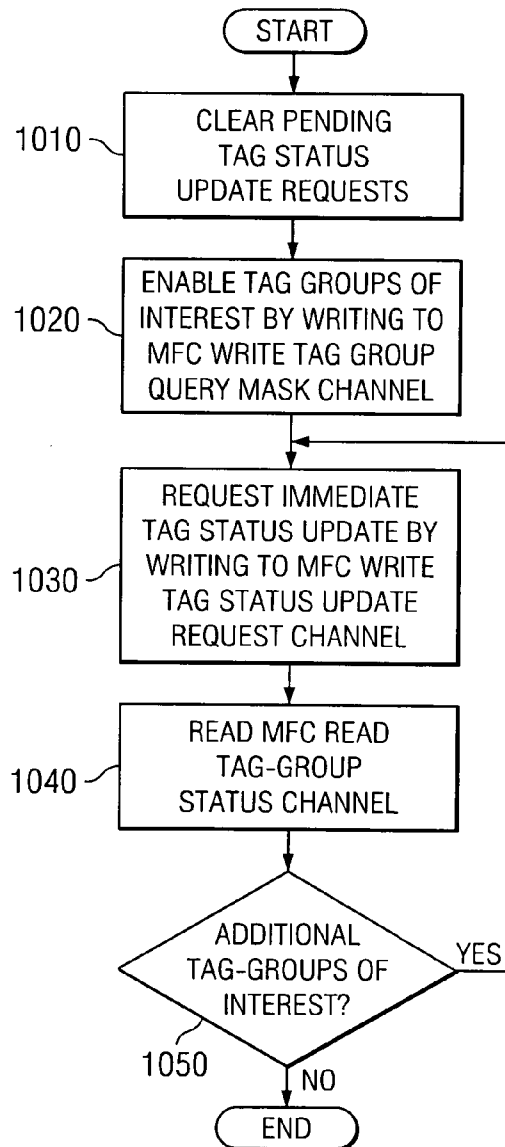 START
1010
CLEAR PENDING
TAG STATUS
UPDATE REQUESTS
1020
ENABLE TAG GROUPS OF
INTEREST BY WRITING TO
MFC WRITE TAG GROUP
QUERY MASK CHANNEL
1030
REQUEST IMMEDIATE
TAG STATUS UPDATE BY
WRITING TO MFC WRITE
TAG STATUS UPDATE
REQUEST CHANNEL
1040
READ MFC READ
TAG-GROUP
STATUS CHANNEL
ADDITIONAL
TAG-GROUPS OF
INTEREST?
YES
1050
NO
END